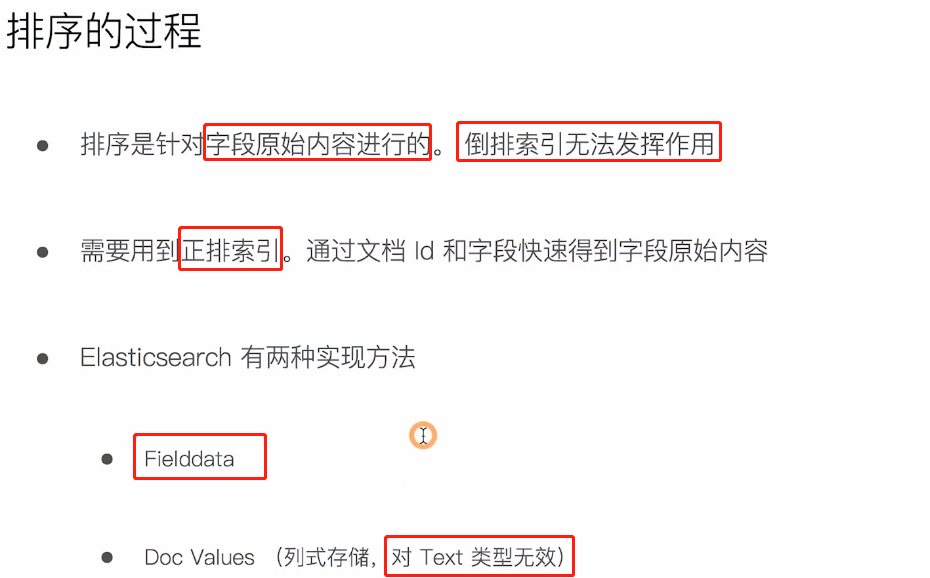 排序的过程
排序是针对字段原始内容进行的。倒排索引无法发挥作用
需要用到正排索引。通过文档 Id 和字段快速得到字段原始内容
Elasticsearch 有两种实现方法
Fielddata
Doc Values （列式存储，对 Text 类型无效）